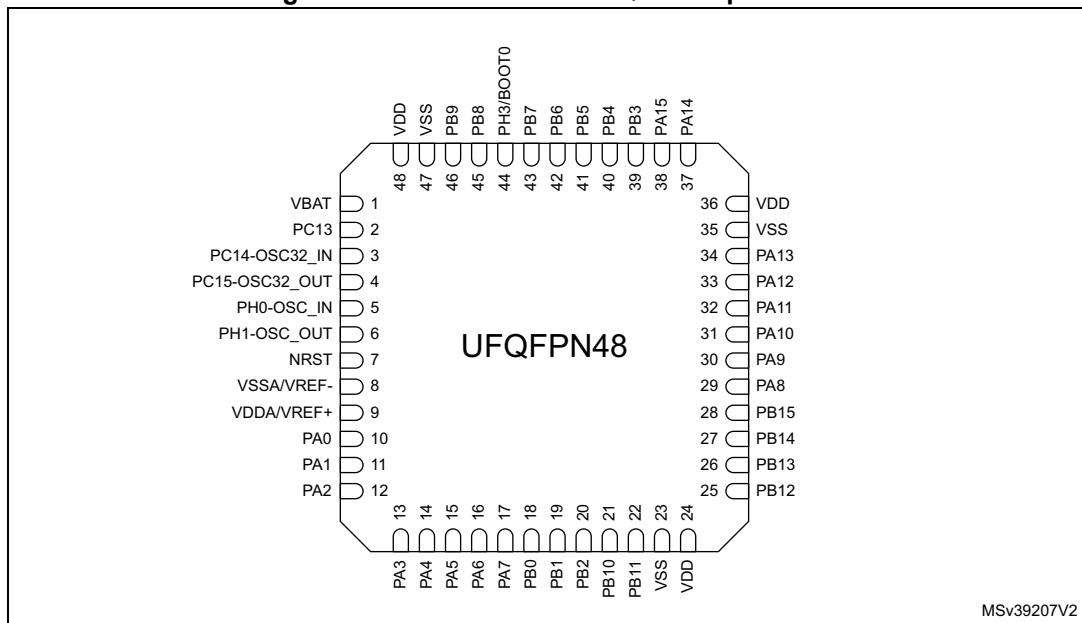 VDD
VSS
PB9
PB8
PH3/BOOT0
PB7
PB6
PB5
PB4
PB3
PA15
PA14
48
47
46
45
44
43
42
41
40
39
38
37
VBAT 1
PC13 2
PC14-OSC32_IN 3
PC15-OSC32_OUT 4
PH0-OSC_IN 5
PH1-OSC_OUT 6
NRST 7
VSSA/VREF- 8
VDDA/VREF+ 9
PA0 10
PA1 11
PA2 12
UFQFPN48
36 VDD
35 VSS
34 PA13
33 PA12
32 PA11
31 PA10
30 PA9
29 PA8
28 PB15
27 PB14
26 PB13
25 PB12
13
14
15
16
17
18
19
20
21
22
23
24
PA3
PA4
PA5
PA6
PA7
PB0
PB1
PB2
PB10
PB11
VSS
VDD
MSv39207V2